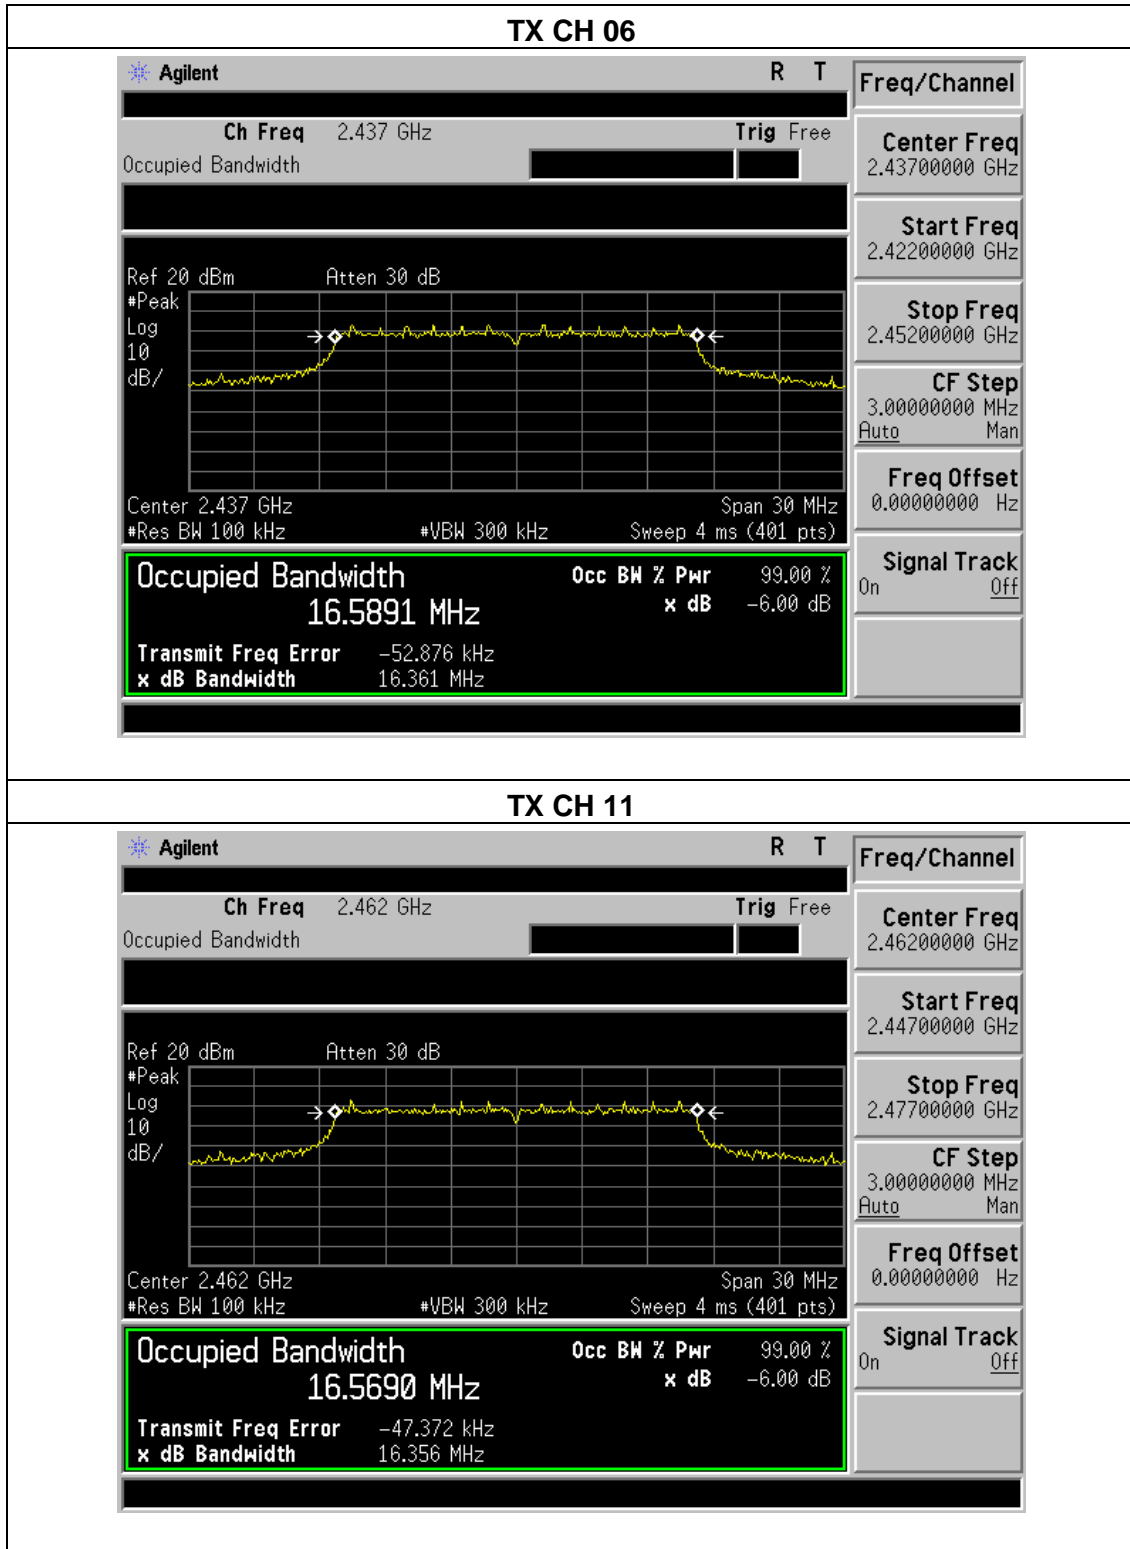 TX CH 06
Agilent R T
Freq/Channel
Ch Freq 2.437 GHz Trig Free
Occupied Bandwidth
Center Freq
2.43700000 GHz
Start Freq
2.42200000 GHz
Ref 20 dBm Atten 30 dB
#Peak
Log
10
dB/
Stop Freq
2.45200000 GHz
CF Step
3.00000000 MHz
Auto Man
Freq Offset
0.00000000 Hz
Center 2.437 GHz Span 30 MHz
#Res BW 100 kHz #VBW 300 kHz Sweep 4 ms (401 pts)
Signal Track
On Off
Occupied Bandwidth Occ BW % Pwr 99.00 %
16.5891 MHz x dB -6.00 dB
Transmit Freq Error -52.876 kHz
x dB Bandwidth 16.361 MHz
TX CH 11
Agilent R T
Freq/Channel
Ch Freq 2.462 GHz Trig Free
Occupied Bandwidth
Center Freq
2.46200000 GHz
Start Freq
2.44700000 GHz
Ref 20 dBm Atten 30 dB
#Peak
Log
10
dB/
Stop Freq
2.47700000 GHz
CF Step
3.00000000 MHz
Auto Man
Freq Offset
0.00000000 Hz
Center 2.462 GHz Span 30 MHz
#Res BW 100 kHz #VBW 300 kHz Sweep 4 ms (401 pts)
Signal Track
On Off
Occupied Bandwidth Occ BW % Pwr 99.00 %
16.5690 MHz x dB -6.00 dB
Transmit Freq Error -47.372 kHz
x dB Bandwidth 16.356 MHz